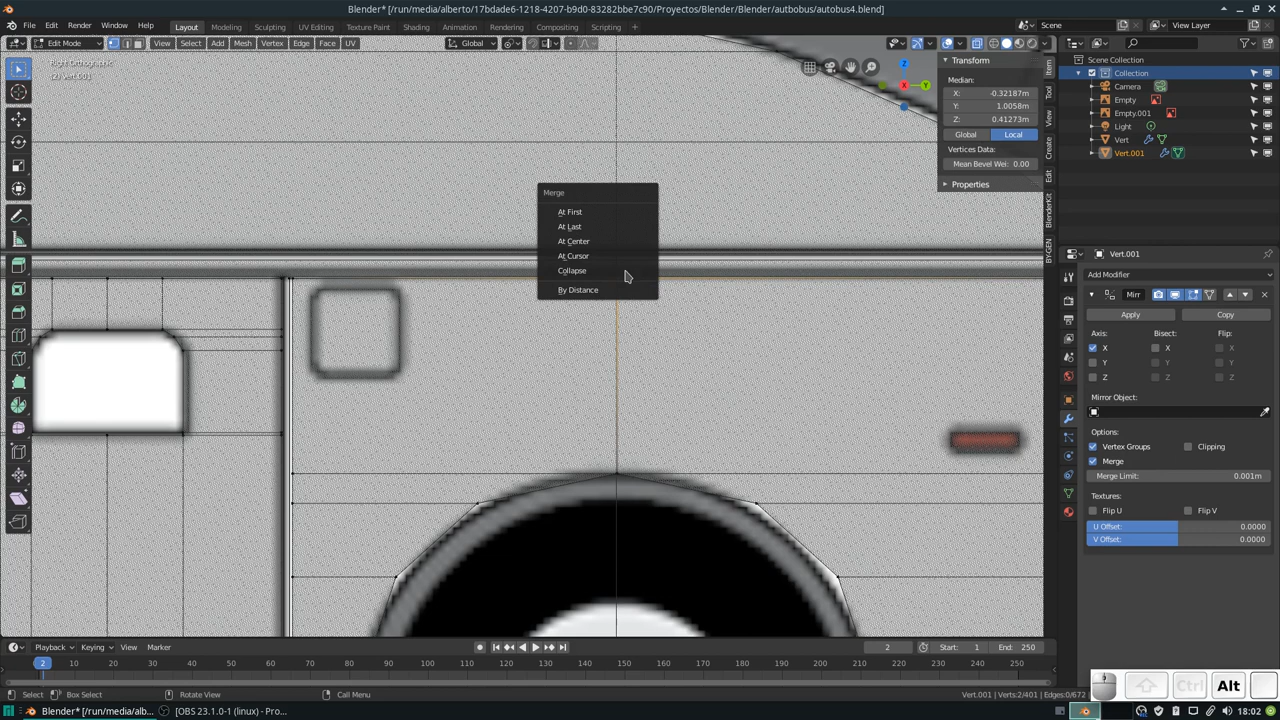 Blender* [/run/media/alberto/17bdade6-1218-4207-b9d0-83282bbe7c90/Proyectos/Blender/Blender/autbobus/autobus4.blend]
File Edit Render Window Help Layout Modeling Sculpting UV Editing Texture Paint Shading Animation Rendering Compositing Scripting Scene View Layer
Edit Mode View Select Add Mesh Vertex Edge Face UV Global
Right Orthographic
(2) Vert.001
Transform
Median:
X: -0.32187m
Y: 1.0058m
Z: 0.41273m
Global Local
Vertices Data:
Mean Bevel Wei: 0.00
Properties
Item
Tool
View
Create
Edit
BlenderKit
BY-GEN
Z
X
Y
Scene Collection
Collection
Camera
Empty
Empty.001
Light
Vert
Vert.001
Merge
At First
At Last
At Center
At Cursor
Collapse
By Distance
Vert.001
Add Modifier
Mirr
Apply Copy
Axis: Bisect: Flip:
X X X
Y Y Y
Z Z Z
Mirror Object:
Options:
Vertex Groups Clipping
Merge
Merge Limit: 0.001m
Textures:
Flip U Flip V
U Offset: 0.0000
V Offset: 0.0000
Playback Keying View Marker 2 Start: 1 End: 250
2 10 20 30 40 50 60 70 80 90 100 110 120 130 140 150 160 170 180 190 200 210 220 230 240 250
Select Box Select Rotate View Call Menu Vert.001 | Verts:2/401 | Edges:0/672
Ctrl Alt
Blender* [/run/media/alb... [OBS 23.1.0-1 (linux) - Pro... 18:02